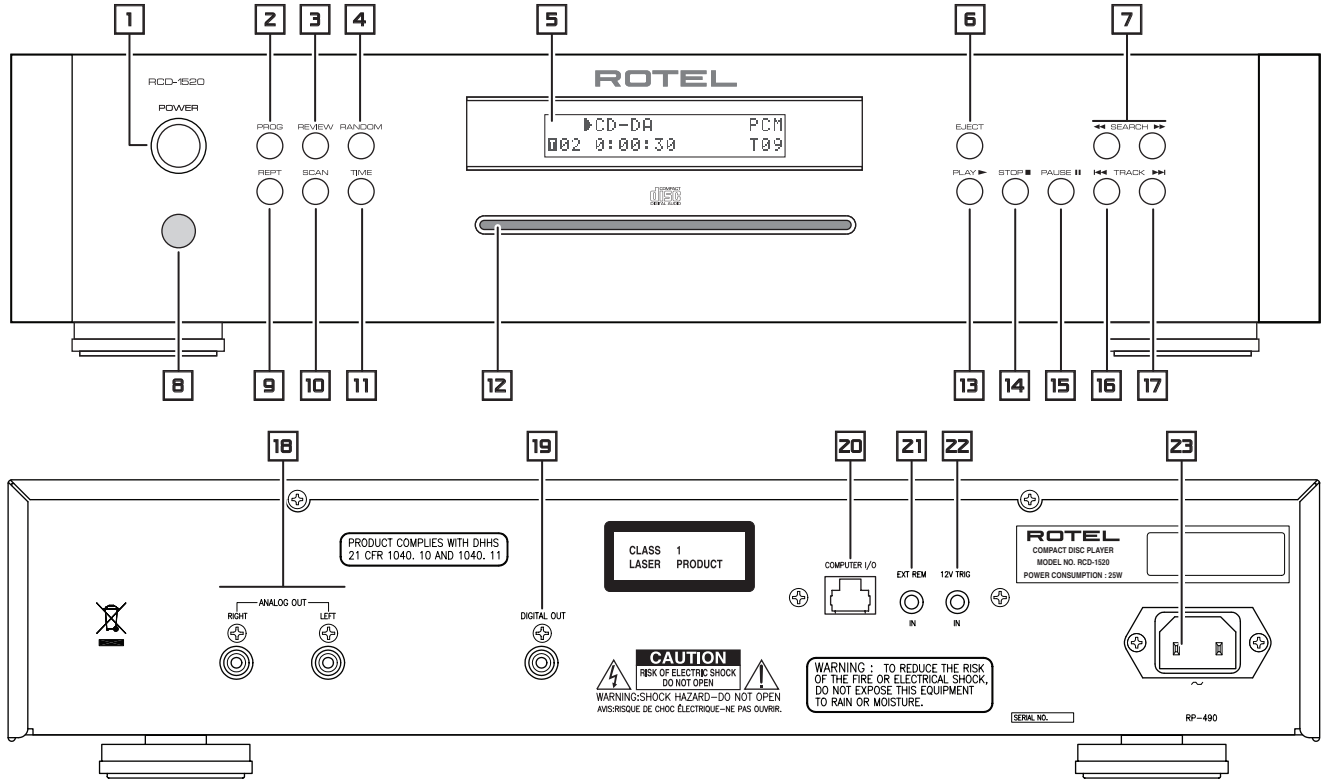 1 2 3 4 5 6 7
ROTEL
RCD-1520
POWER
PROG REVIEW RANDOM
REPT SCAN TIME
CD-DA PCM
T02 0:00:30 T09
COMPACT
disc
DIGITAL AUDIO
EJECT ◀◀ SEARCH ▶▶
PLAY ▶ STOP ■ PAUSE II I◀◀ TRACK ▶▶I
8 9 10 11 12 13 14 15 16 17
18 19 20 21 22 23
PRODUCT COMPLIES WITH DHHS
21 CFR 1040. 10 AND 1040. 11
CLASS 1
LASER PRODUCT
ANALOG OUT
RIGHT LEFT
DIGITAL OUT
COMPUTER I/O
EXT REM
IN
12V TRIG
IN
ROTEL
COMPACT DISC PLAYER
MODEL NO. RCD-1520
POWER CONSUMPTION : 25W
CAUTION
RISK OF ELECTRIC SHOCK
DO NOT OPEN
WARNING:SHOCK HAZARD-DO NOT OPEN
AVIS:RISQUE DE CHOC ÉLECTRIQUE-NE PAS OUVRIR.
WARNING : TO REDUCE THE RISK
OF THE FIRE OR ELECTRICAL SHOCK,
DO NOT EXPOSE THIS EQUIPMENT
TO RAIN OR MOISTURE.
SERIAL NO.
RP-490